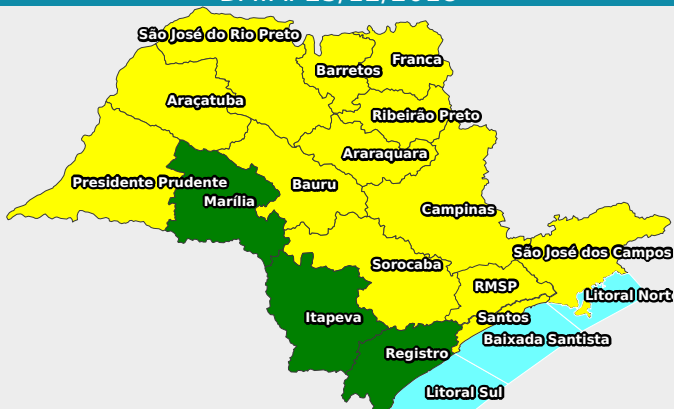 São José do Rio Preto
Franca
Barretos
Araçatuba
Ribeirão Preto
Araraquara
Presidente Prudente
Bauru
Marília
Campinas
São José dos Campos
Sorocaba
RMSP
Litoral Nort
Itapeva
Santos
Baixada Santista
Registro
Litoral Sul